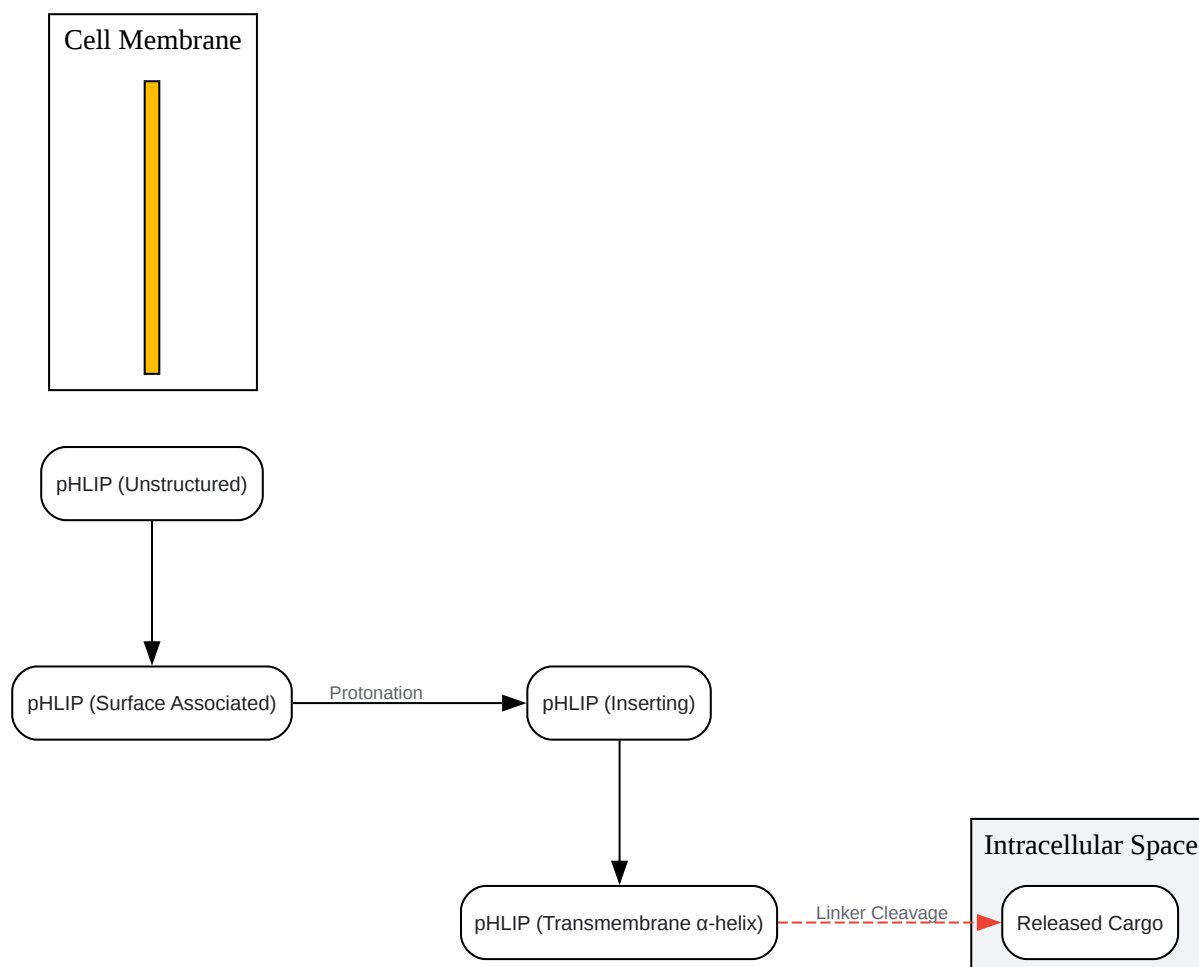 Cell Membrane
pHLIP (Unstructured)
pHLIP (Surface Associated)
Protonation
pHLIP (Inserting)
Intracellular Space
pHLIP (Transmembrane α-helix)
Linker Cleavage
Released Cargo